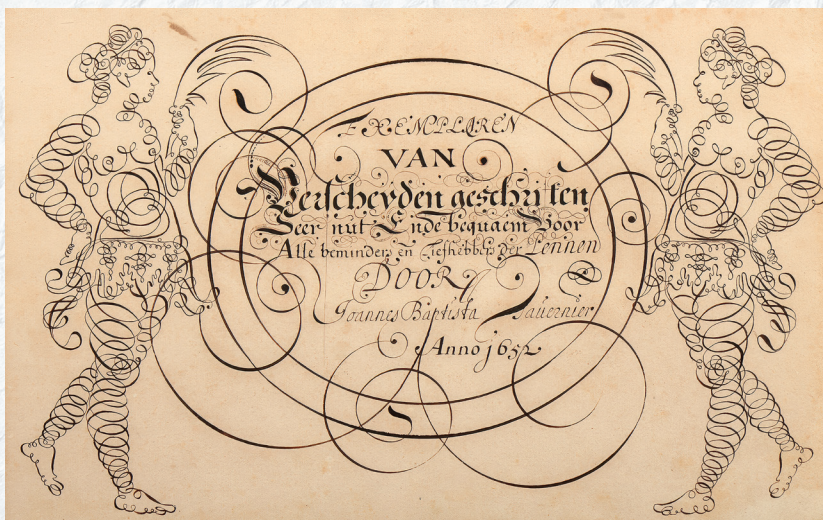 EXEMPLAREN
VAN
Verscheyden geschriften
Seer nut Ende bequaem Voor
Alle beminders en Liefhebbers der Pennen
DOOR
Joannes Baptista Tauernier
Anno 1652